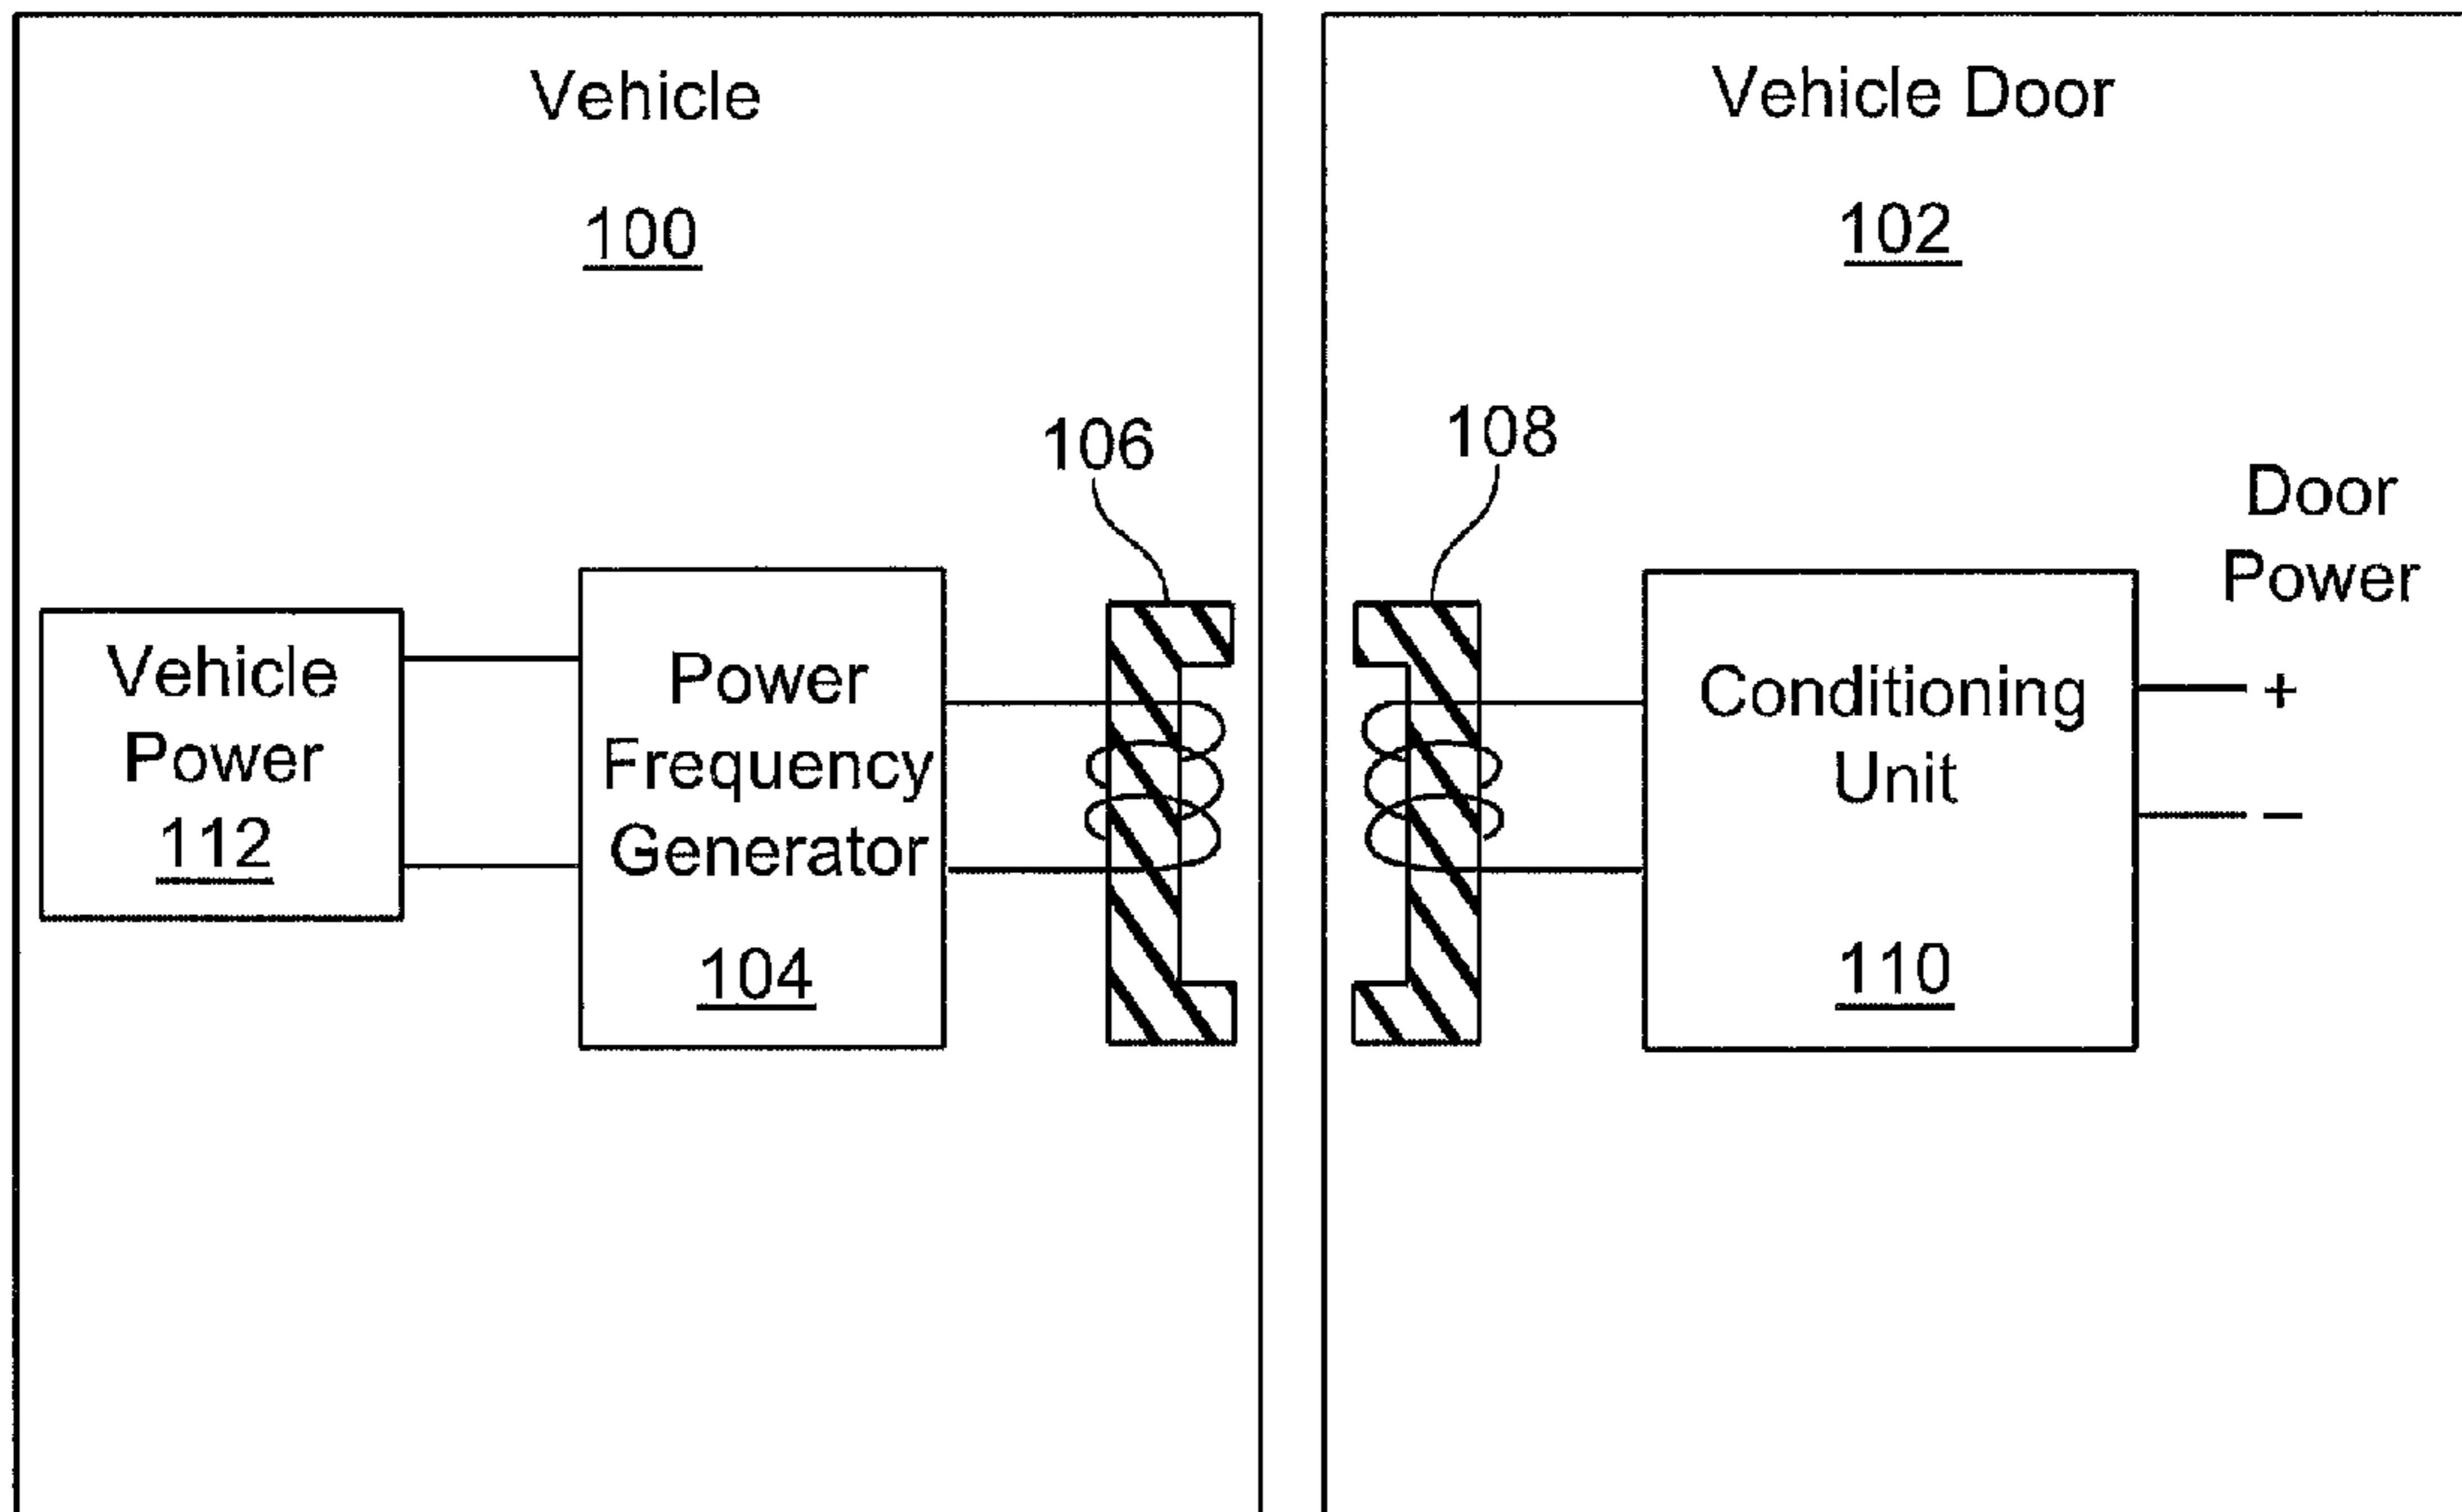 Vehicle
100
Vehicle Door
102
106
108
Door
Power
Vehicle
Power
112
Power
Frequency
Generator
104
Conditioning
Unit
110
+
−